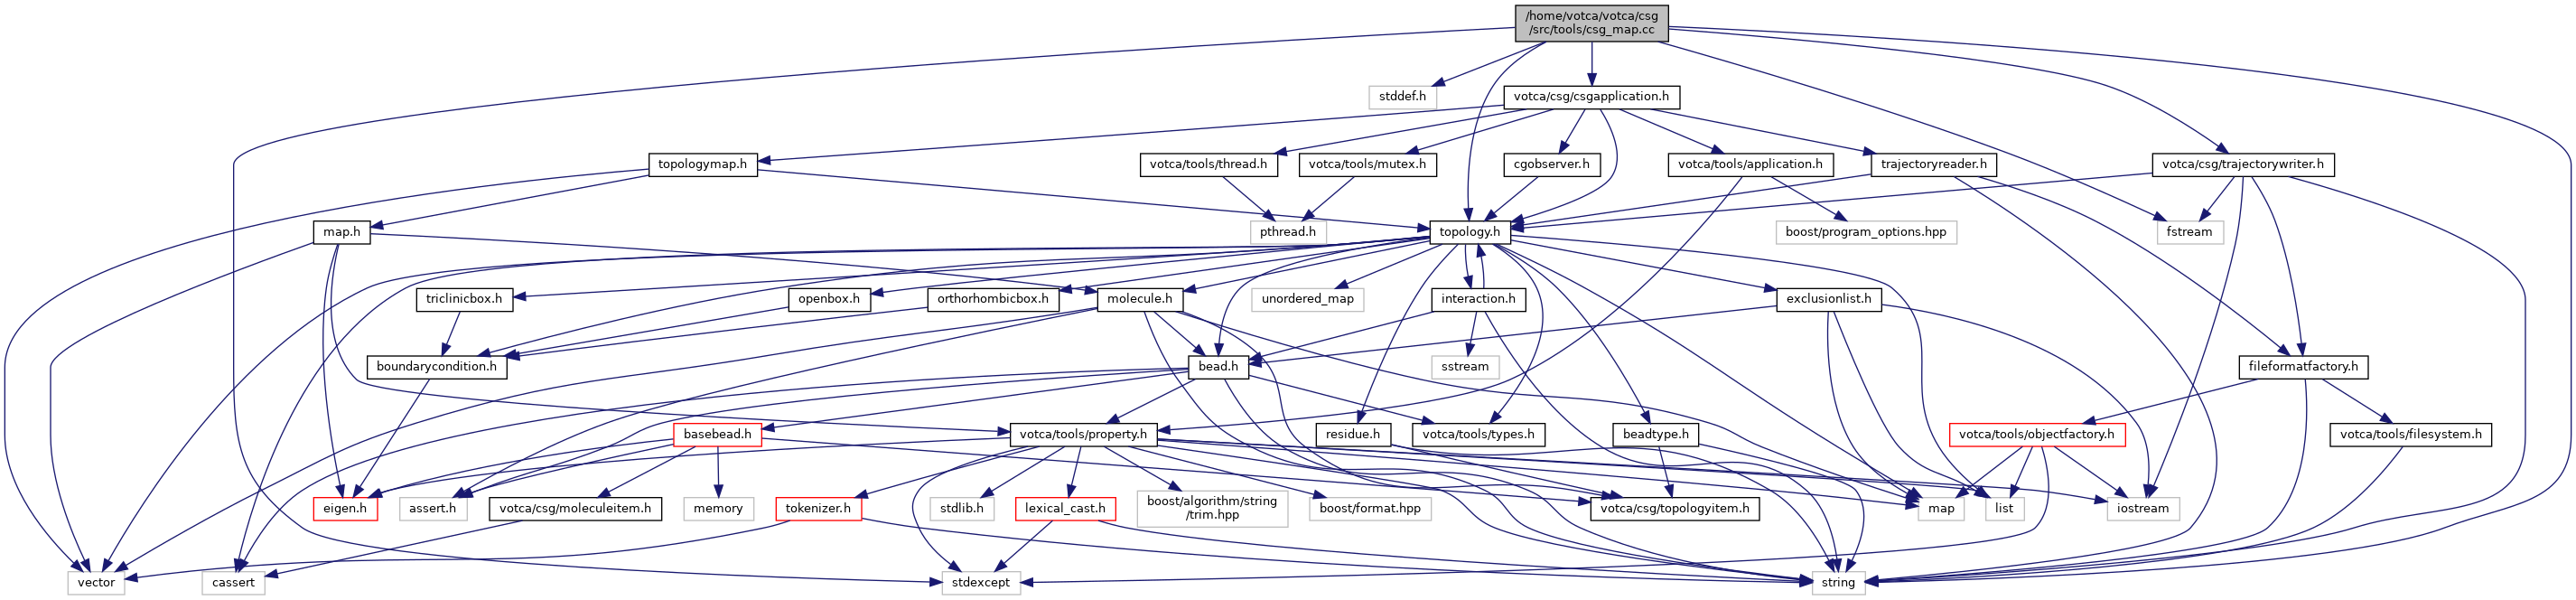 /home/votca/votca/csg
/src/tools/csg_map.cc
stddef.h
votca/csg/csgapplication.h
topologymap.h
votca/tools/thread.h
votca/tools/mutex.h
cgobserver.h
votca/tools/application.h
trajectoryreader.h
votca/csg/trajectorywriter.h
map.h
pthread.h
topology.h
boost/program_options.hpp
fstream
triclinicbox.h
openbox.h
orthorhombicbox.h
molecule.h
unordered_map
interaction.h
exclusionlist.h
boundarycondition.h
bead.h
sstream
fileformatfactory.h
basebead.h
votca/tools/property.h
residue.h
votca/tools/types.h
beadtype.h
votca/tools/objectfactory.h
votca/tools/filesystem.h
eigen.h
assert.h
votca/csg/moleculeitem.h
memory
tokenizer.h
stdlib.h
lexical_cast.h
boost/algorithm/string
/trim.hpp
boost/format.hpp
votca/csg/topologyitem.h
map
list
iostream
vector
cassert
stdexcept
string